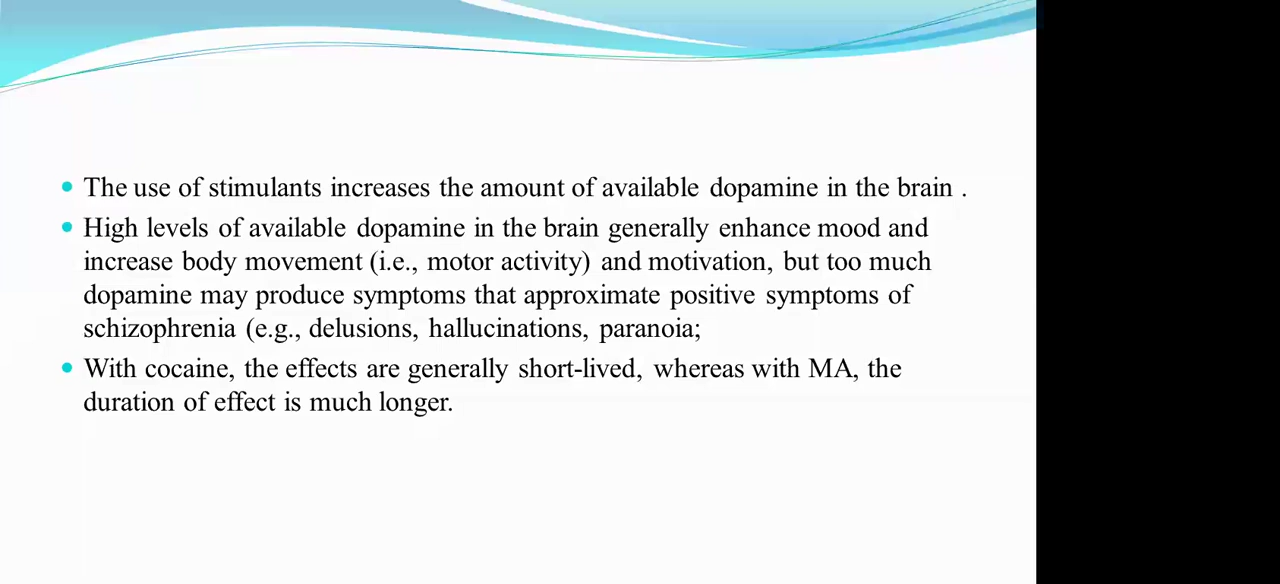 The use of stimulants increases the amount of available dopamine in the brain .
High levels of available dopamine in the brain generally enhance mood and
increase body movement (i.e., motor activity) and motivation, but too much
dopamine may produce symptoms that approximate positive symptoms of
schizophrenia (e.g., delusions, hallucinations, paranoia;
With cocaine, the effects are generally short-lived, whereas with MA, the
duration of effect is much longer.